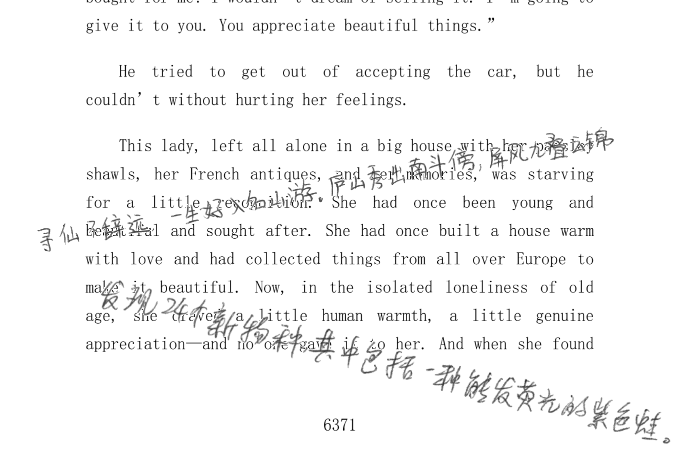 bought for me. I wouldn't dream of selling it. I'm going to
give it to you. You appreciate beautiful things.”
He tried to get out of accepting the car, but he
couldn't without hurting her feelings.
This lady, left all alone in a big house with her paisley
shawls, her French antiques, and her memories, was starving
for a little recognition. She had once been young and
beautiful and sought after. She had once built a house warm
with love and had collected things from all over Europe to
make it beautiful. Now, in the isolated loneliness of old
age, she craved a little human warmth, a little genuine
appreciation—and no one gave it to her. And when she found
寻仙不辞远,一生好入名山游。庐山秀出南斗傍,屏风九叠云锦
发现24个新物种其中包括一种能发荧光的紫色蛙。
6371